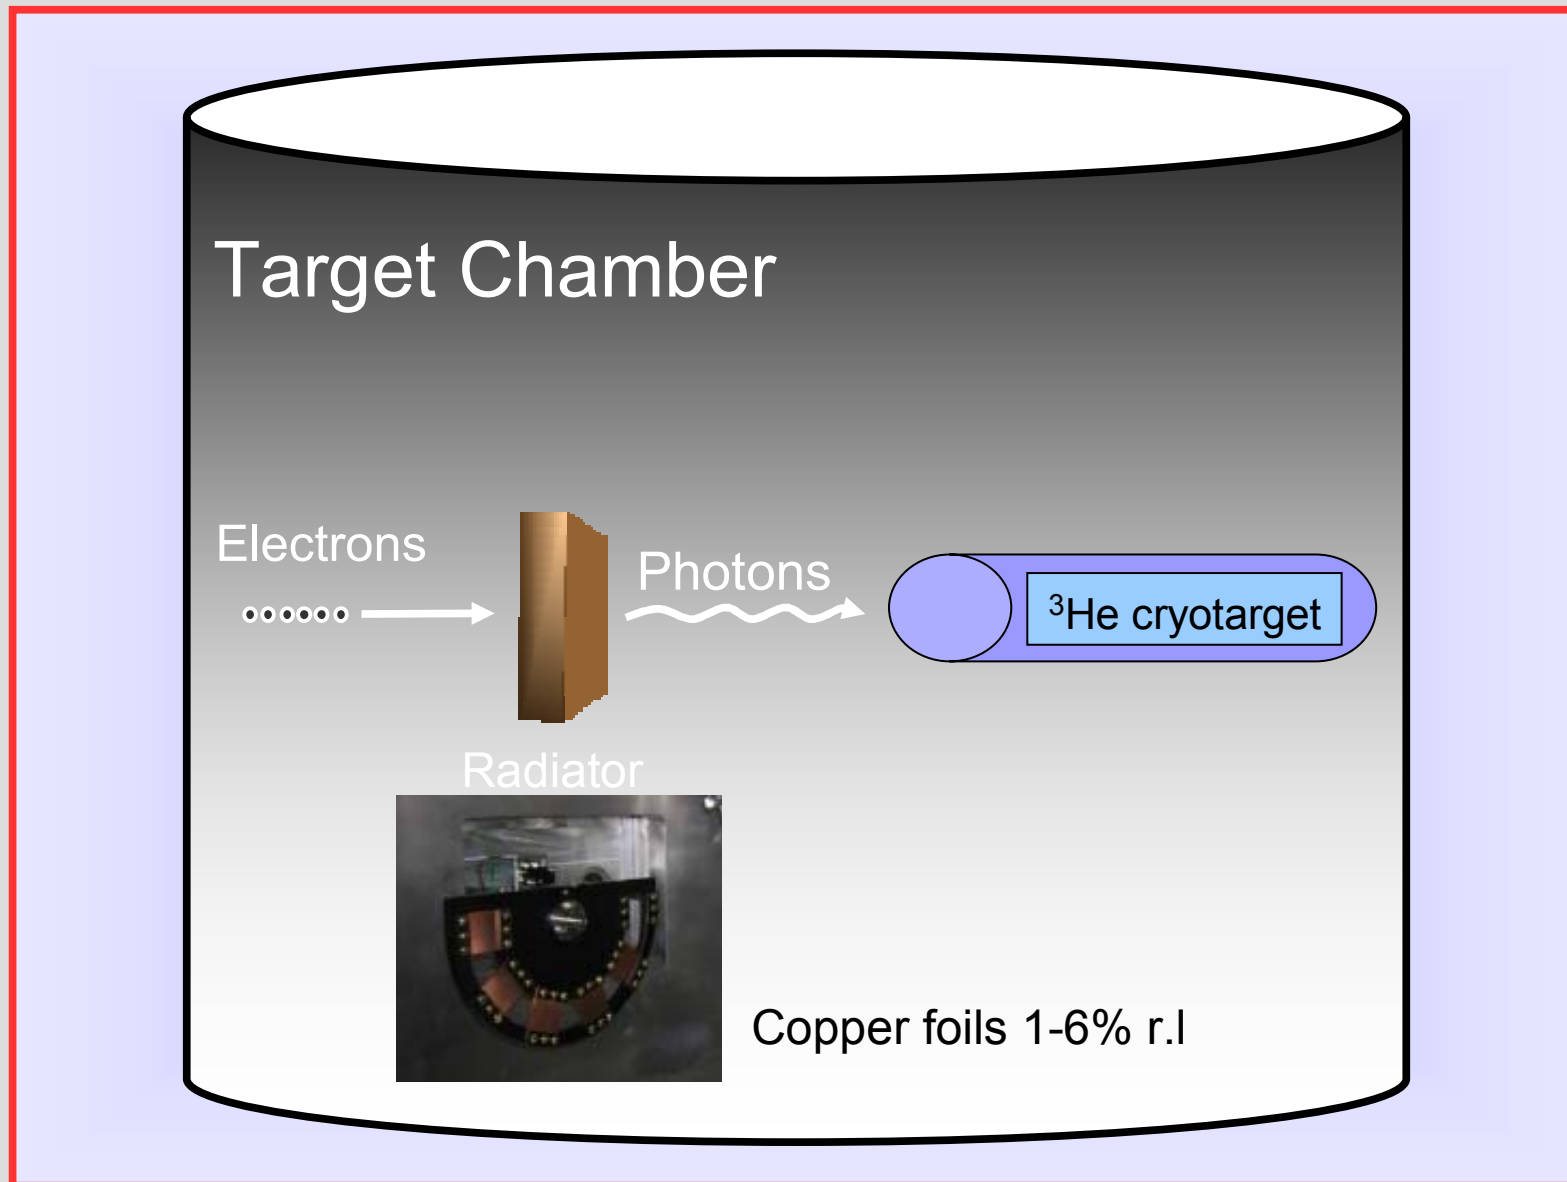 Target Chamber
Electrons
Photons
³He cryotarget
Radiator
Copper foils 1-6% r.l